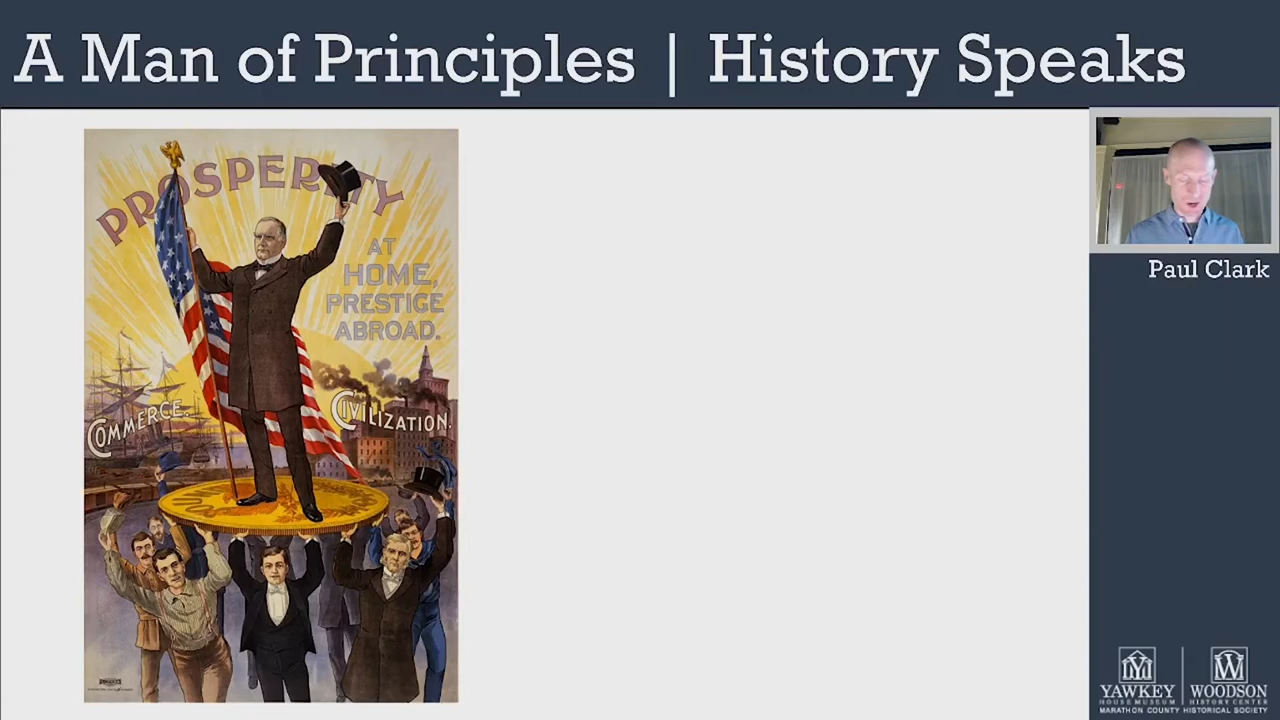 A Man of Principles | History Speaks
PROSPERITY
AT
HOME,
PRESTIGE
ABROAD.
COMMERCE.
CIVILIZATION.
Paul Clark
YAWKEY
HOUSE MUSEUM
WOODSON
HISTORY CENTER
MARATHON COUNTY HISTORICAL SOCIETY